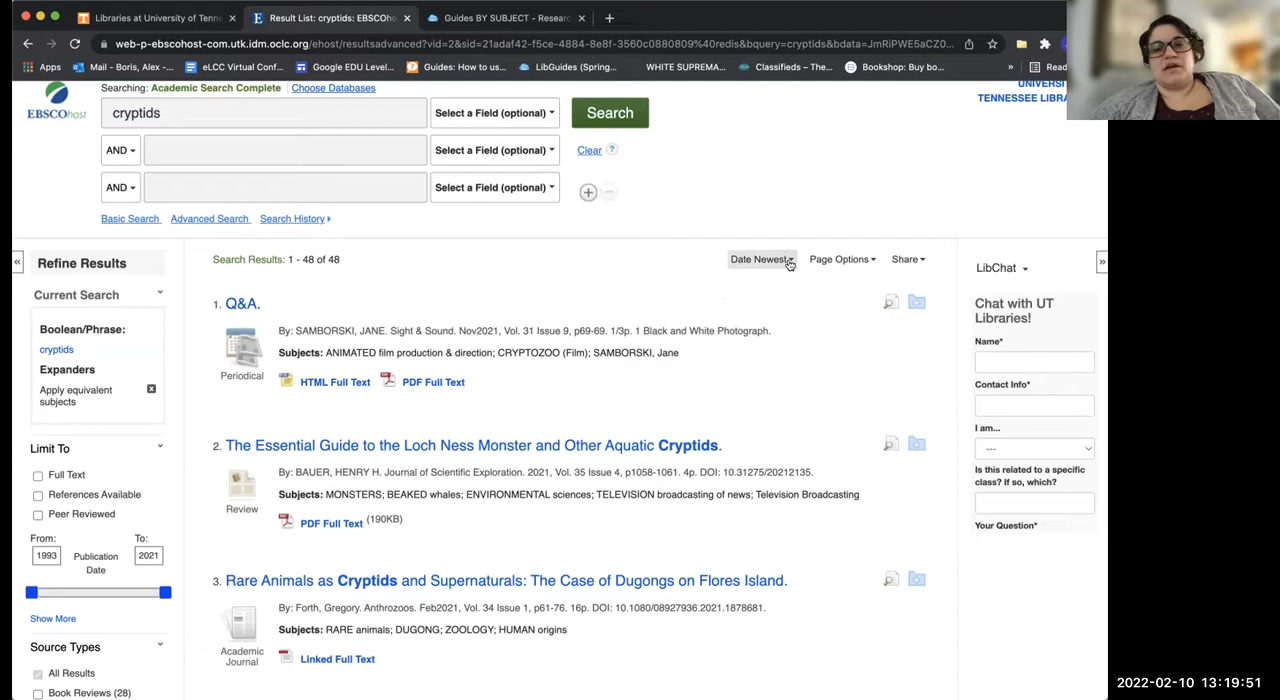 Libraries at University of Tenne
Result List: cryptids: EBSCOho
Guides BY SUBJECT - Researc
web-p-ebscohost-com.utk.idm.oclc.org/ehost/resultsadvanced?vid=2&sid=21adaf42-f5ce-4884-8e8f-3560c0880809%40redis&bquery=cryptids&bdata=JmRiPWE5aCZ0...
Apps
Mail - Boris, Alex -...
eLCC Virtual Conf...
Google EDU Level...
Guides: How to us...
LibGuides (Spring...
WHITE SUPREMA...
Classifieds – The...
Bookshop: Buy bo...
»
Read
EBSCOhost
Searching: Academic Search Complete Choose Databases
cryptids Select a Field (optional) Search
AND Select a Field (optional) Clear ?
AND Select a Field (optional)
Basic Search Advanced Search Search History
UNIVERSI
TENNESSEE LIBRA
«
Refine Results
Current Search
Boolean/Phrase:
cryptids
Expanders
Apply equivalent
subjects
Limit To
Full Text
References Available
Peer Reviewed
From: To:
1993 Publication Date 2021
Show More
Source Types
All Results
Book Reviews (28)
Search Results: 1 - 48 of 48
Date Newest Page Options Share
1. Q&A.
By: SAMBORSKI, JANE. Sight & Sound. Nov2021, Vol. 31 Issue 9, p69-69. 1/3p. 1 Black and White Photograph.
Subjects: ANIMATED film production & direction; CRYPTOZOO (Film); SAMBORSKI, Jane
Periodical
HTML Full Text PDF Full Text
2. The Essential Guide to the Loch Ness Monster and Other Aquatic Cryptids.
By: BAUER, HENRY H. Journal of Scientific Exploration. 2021, Vol. 35 Issue 4, p1058-1061. 4p. DOI: 10.31275/20212135.
Subjects: MONSTERS; BEAKED whales; ENVIRONMENTAL sciences; TELEVISION broadcasting of news; Television Broadcasting
Review
PDF Full Text (190KB)
3. Rare Animals as Cryptids and Supernaturals: The Case of Dugongs on Flores Island.
By: Forth, Gregory. Anthrozoos. Feb2021, Vol. 34 Issue 1, p61-76. 16p. DOI: 10.1080/08927936.2021.1878681.
Subjects: RARE animals; DUGONG; ZOOLOGY; HUMAN origins
Academic
Journal
Linked Full Text
»
LibChat
Chat with UT
Libraries!
Name*
Contact Info*
I am...
---
Is this related to a specific
class? If so, which?
Your Question*
2022-02-10 13:19:51